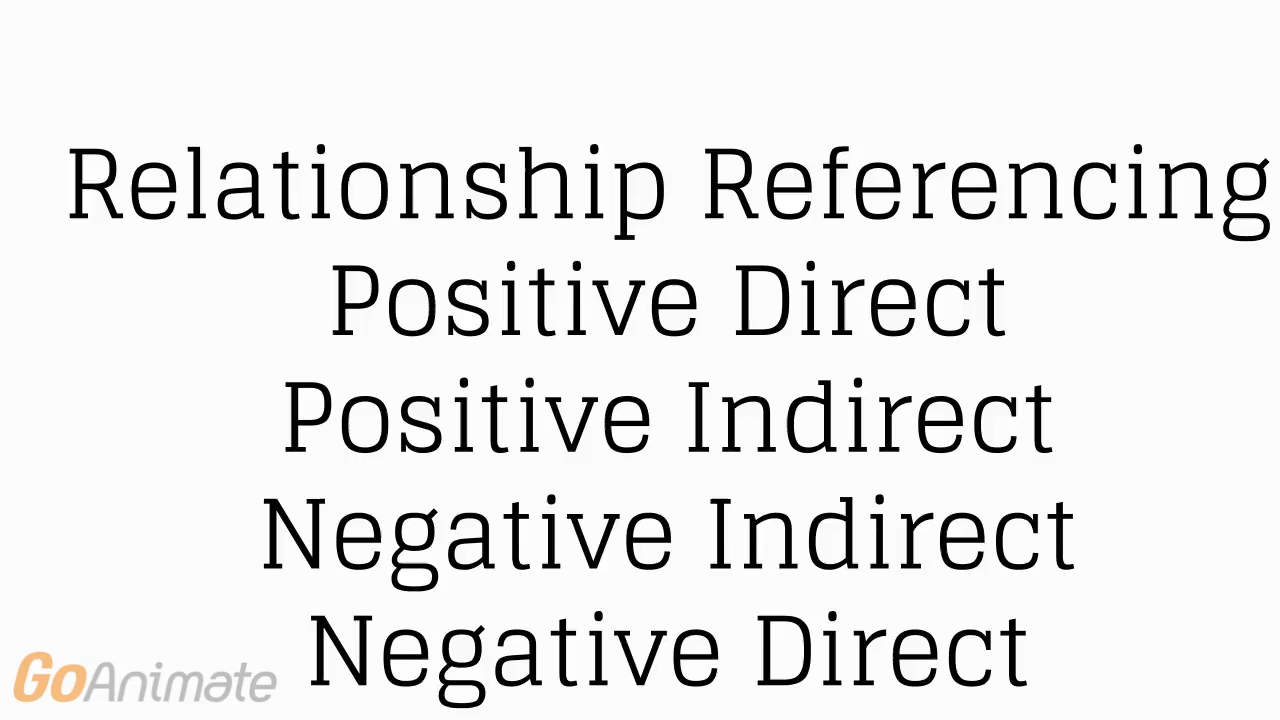 Relationship Referencing
Positive Direct
Positive Indirect
Negative Indirect
Negative Direct
GoAnimate